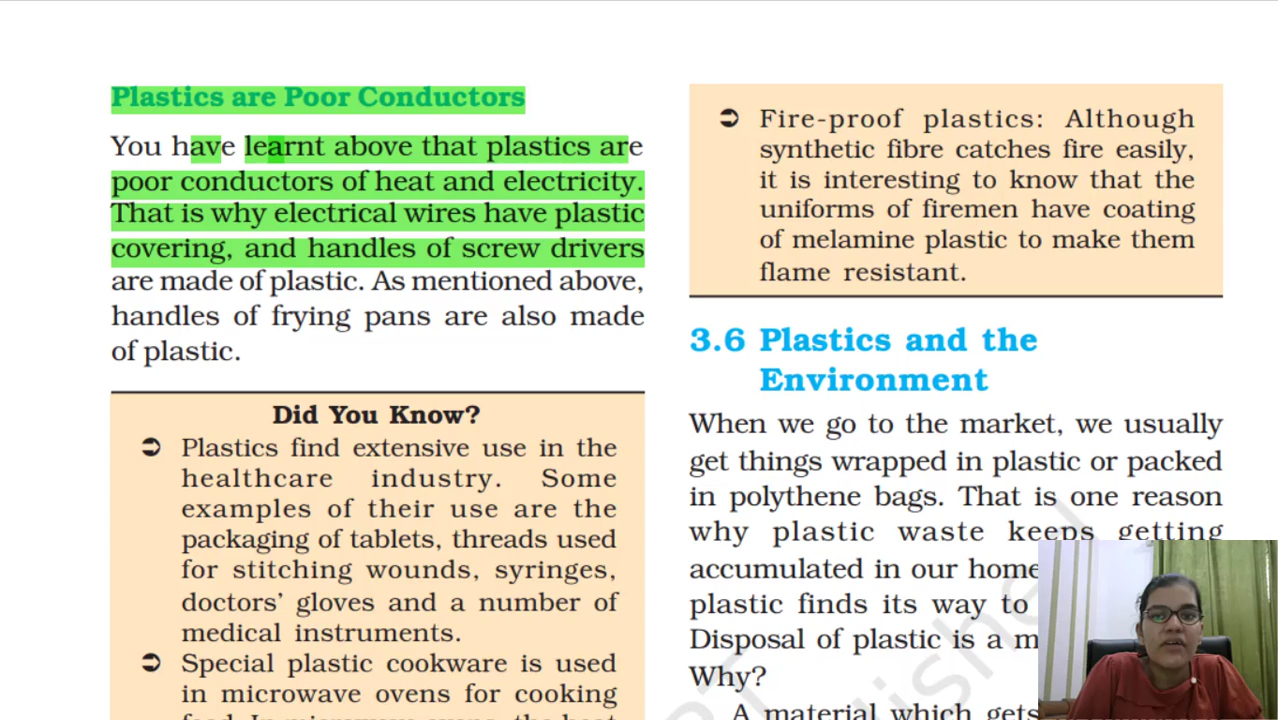 Plastics are Poor Conductors
You have learnt above that plastics are
poor conductors of heat and electricity.
That is why electrical wires have plastic
covering, and handles of screw drivers
are made of plastic. As mentioned above,
handles of frying pans are also made
of plastic.
Did You Know?
➲ Plastics find extensive use in the
healthcare industry. Some
examples of their use are the
packaging of tablets, threads used
for stitching wounds, syringes,
doctors’ gloves and a number of
medical instruments.
➲ Special plastic cookware is used
in microwave ovens for cooking
food. In microwave ovens, the heat
➲ Fire-proof plastics: Although
synthetic fibre catches fire easily,
it is interesting to know that the
uniforms of firemen have coating
of melamine plastic to make them
flame resistant.
3.6 Plastics and the
Environment
When we go to the market, we usually
get things wrapped in plastic or packed
in polythene bags. That is one reason
why plastic waste keeps getting
accumulated in our home
plastic finds its way to
Disposal of plastic is a m
Why?
A material which gets